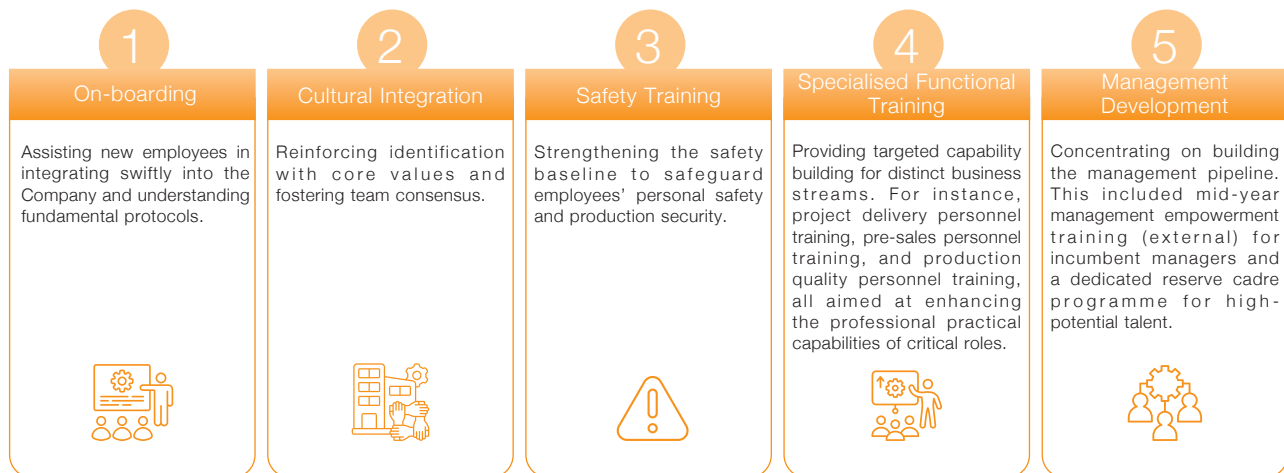 1
On-boarding
Assisting new employees in
integrating swiftly into the
Company and understanding
fundamental protocols.
2
Cultural Integration
Reinforcing identification
with core values and
fostering team consensus.
3
Safety Training
Strengthening the safety
baseline to safeguard
employees’ personal safety
and production security.
4
Specialised Functional
Training
Providing targeted capability
building for distinct business
streams. For instance,
project delivery personnel
training, pre-sales personnel
training, and production
quality personnel training,
all aimed at enhancing
the professional practical
capabilities of critical roles.
5
Management
Development
Concentrating on building
the management pipeline.
This included mid-year
management empowerment
training (external) for
incumbent managers and
a dedicated reserve cadre
programme for high-
potential talent.